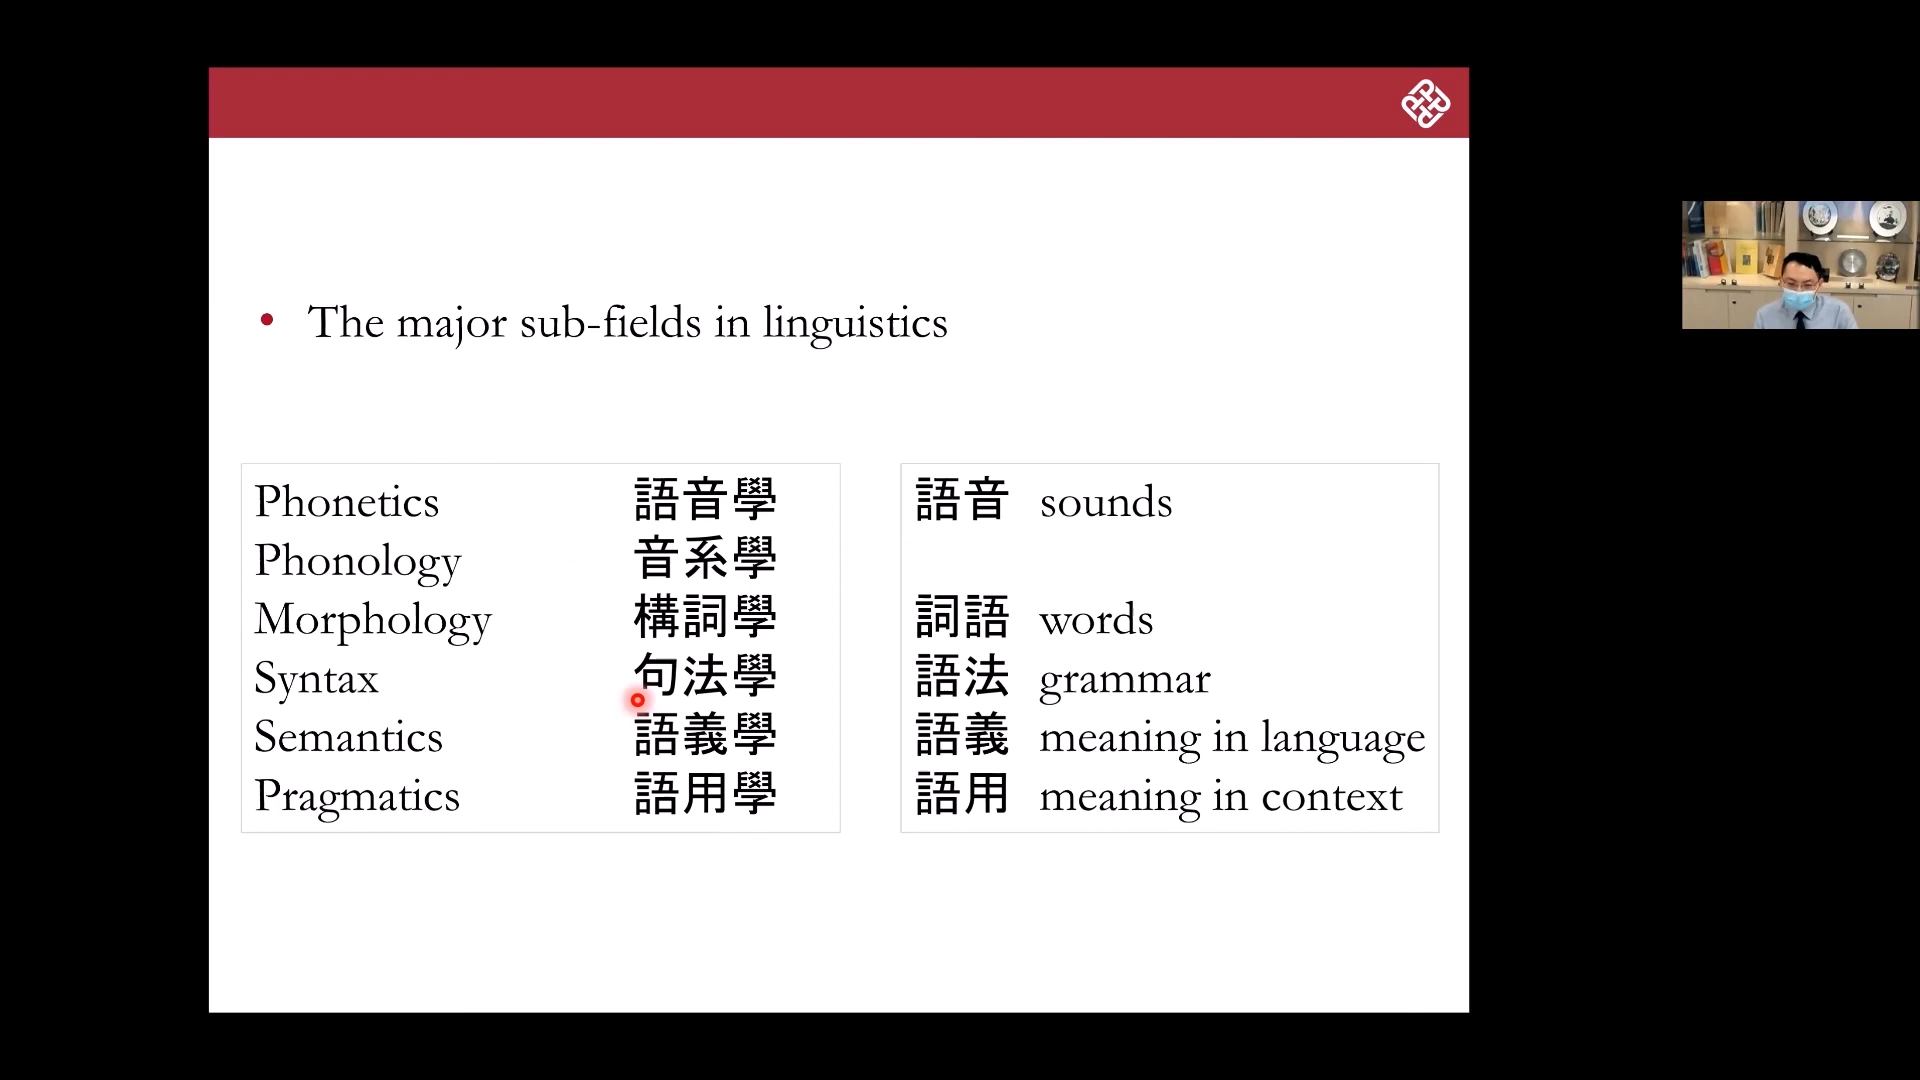 • The major sub-fields in linguistics
Phonetics 語音學
Phonology 音系學
Morphology 構詞學
Syntax 句法學
Semantics 語義學
Pragmatics 語用學
語音 sounds
詞語 words
語法 grammar
語義 meaning in language
語用 meaning in context